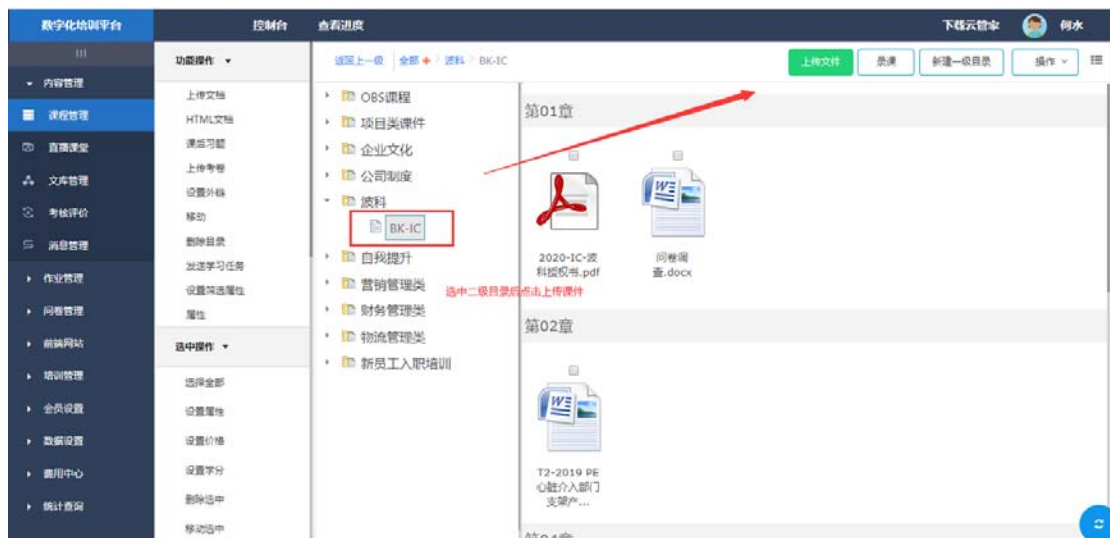 数字化培训平台
控制台
查看进度
下载云管家
何水
内容管理
课程管理
直播课堂
文库管理
考核评价
消息管理
作业管理
问卷管理
前端网站
培训管理
会员设置
数据设置
费用中心
统计查询
功能操作
上传文档
HTML文档
课后习题
上传考卷
设置外链
移动
删除目录
发送学习任务
设置筛选属性
属性
选中操作
选择全部
设置属性
设置价格
设置学分
删除选中
移动选中
返回上一级 全部 波科 BK-IC
上传文件
录课
新建一级目录
操作
OBS课程
项目类课件
企业文化
公司制度
波科
BK-IC
自我提升
营销管理类
财务管理类
物流管理类
新员工入职培训
选中二级目录后点击上传课件
第01章
2020-IC-波
科授权书.pdf
问卷调
查.docx
第02章
T2-2019 PE
心脏介入部门
支架产...